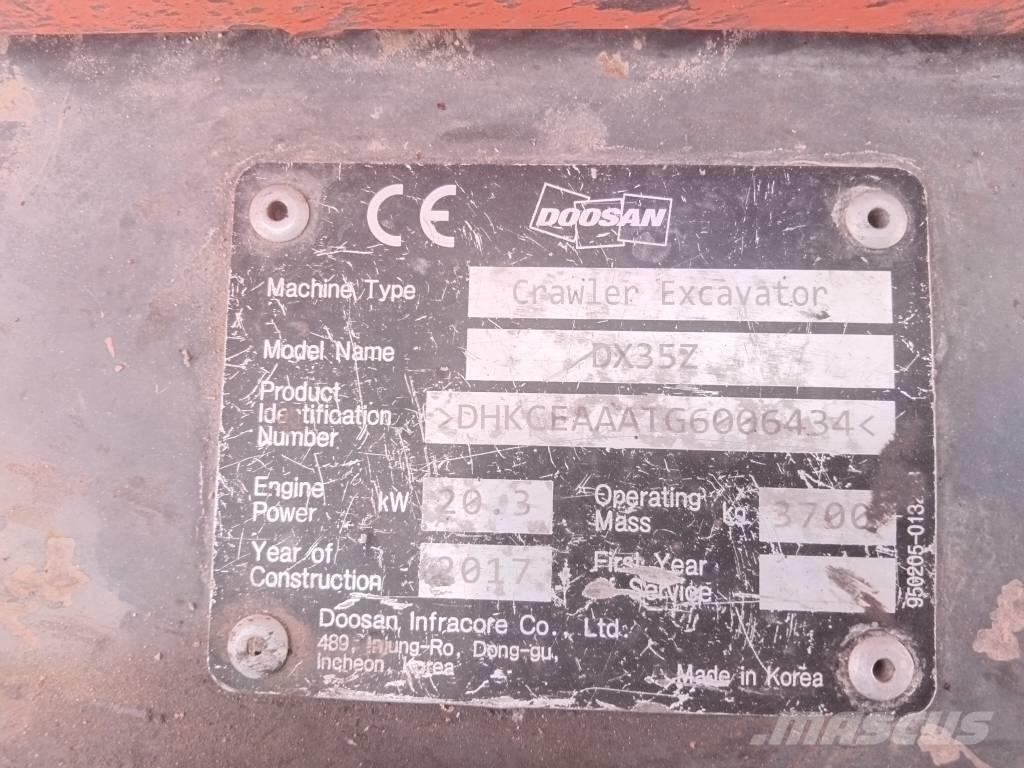 CE DOOSAN
Machine Type Crawler Excavator
Model Name DX35Z
Product
Identification
Number >DHKCEAAATG6006434<
Engine
Power kW 20.3
Operating
Mass Kg 3700
Year of
Construction 2017
First Year
Service
Doosan Infracore Co., Ltd.
489, Injung-Ro, Dong-gu,
Incheon, Korea
Made in Korea
950205-013
MASCUS